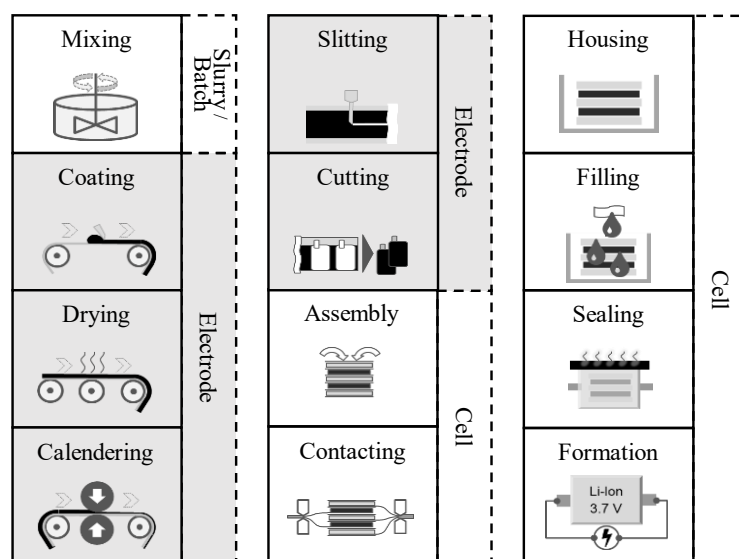 Mixing
Slurry /
Batch
Coating
Drying
Calendering
Electrode
Slitting
Cutting
Electrode
Assembly
Contacting
Cell
Housing
Filling
Sealing
Formation
Li-Ion
3.7 V
Cell